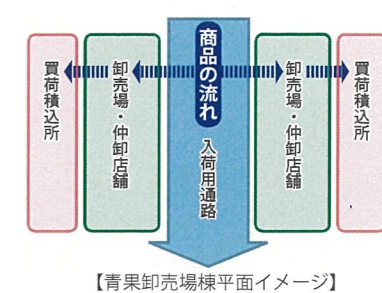 商品の流れ
入荷用通路
買荷積込所
卸売場・仲卸店舗
卸売場・仲卸店舗
買荷積込所
【青果卸売場棟平面イメージ】